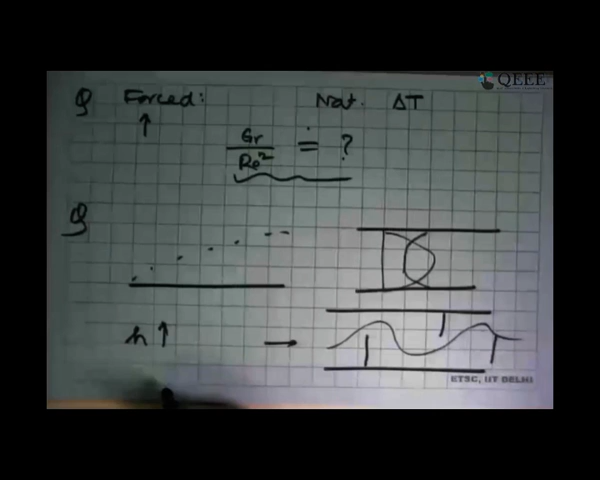 QEEE
Q Forced: Nat. ΔT
↑
Gr
Re²
= ?
Q
h ↑ →
ETSC, IIT DELHI